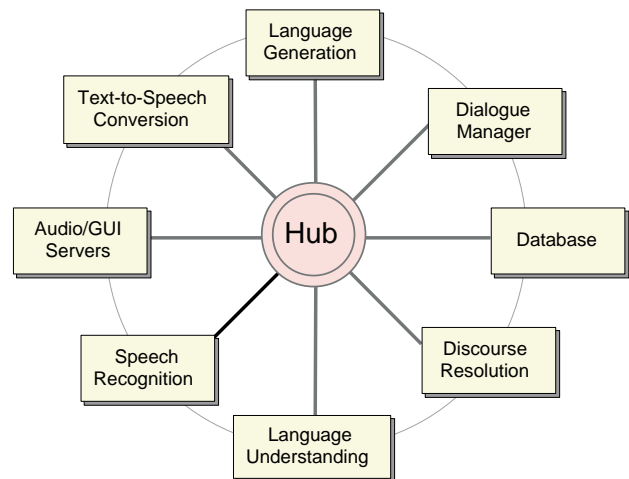 Language
Generation
Text-to-Speech
Conversion
Dialogue
Manager
Audio/GUI
Servers
Hub
Database
Speech
Recognition
Discourse
Resolution
Language
Understanding